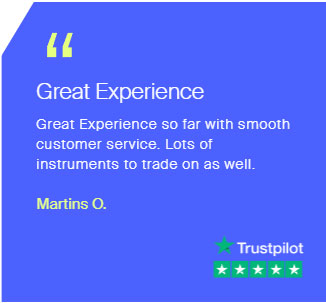 “
Great Experience
Great Experience so far with smooth
customer service. Lots of
instruments to trade on as well.
Martins O.
Trustpilot